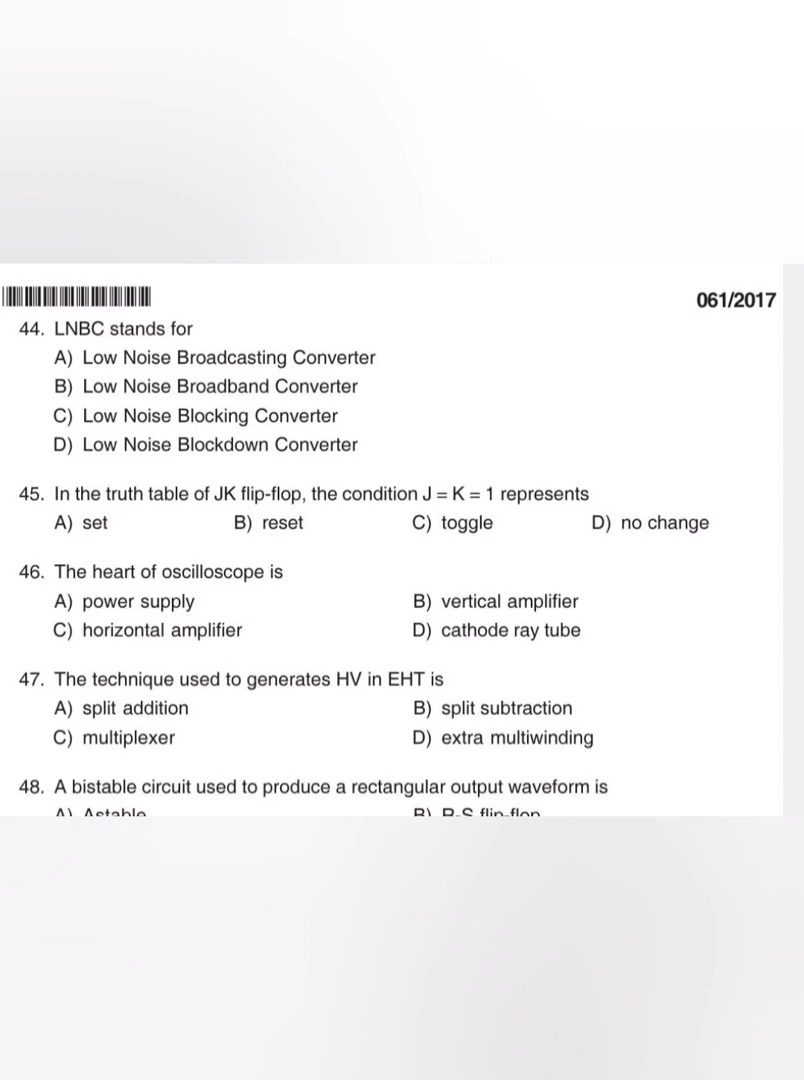 061/2017
44. LNBC stands for
A) Low Noise Broadcasting Converter
B) Low Noise Broadband Converter
C) Low Noise Blocking Converter
D) Low Noise Blockdown Converter
45. In the truth table of JK flip-flop, the condition J = K = 1 represents
A) set B) reset C) toggle D) no change
46. The heart of oscilloscope is
A) power supply B) vertical amplifier
C) horizontal amplifier D) cathode ray tube
47. The technique used to generates HV in EHT is
A) split addition B) split subtraction
C) multiplexer D) extra multiwinding
48. A bistable circuit used to produce a rectangular output waveform is
A) Astable B) R-S flip-flop